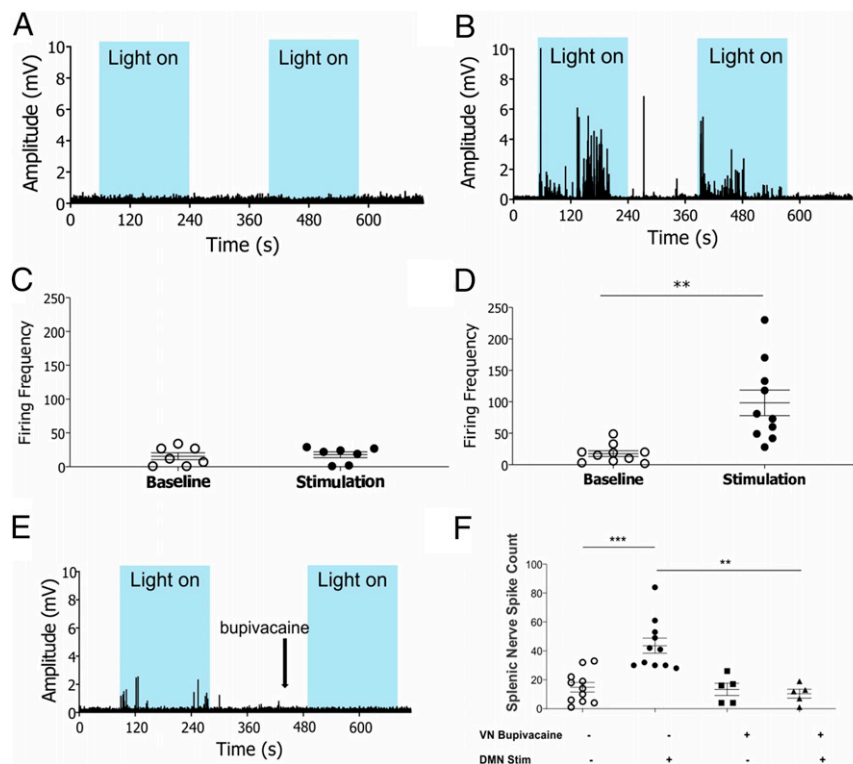 A
Amplitude (mV)
10
8
6
4
2
0
Light on
Light on
0 120 240 360 480 600
Time (s)
B
Amplitude (mV)
10
8
6
4
2
0
Light on
Light on
0 120 240 360 480 600
Time (s)
C
Firing Frequency
250
200
150
100
50
0
Baseline Stimulation
D
Firing Frequency
250
200
150
100
50
0
**
Baseline Stimulation
E
Amplitude (mV)
10
8
6
4
2
0
Light on
Light on
bupivacaine
0 120 240 360 480 600
Time (s)
F
Splenic Nerve Spike Count
100
80
60
40
20
0
***
**
VN Bupivacaine - - + +
DMN Stim - + - +